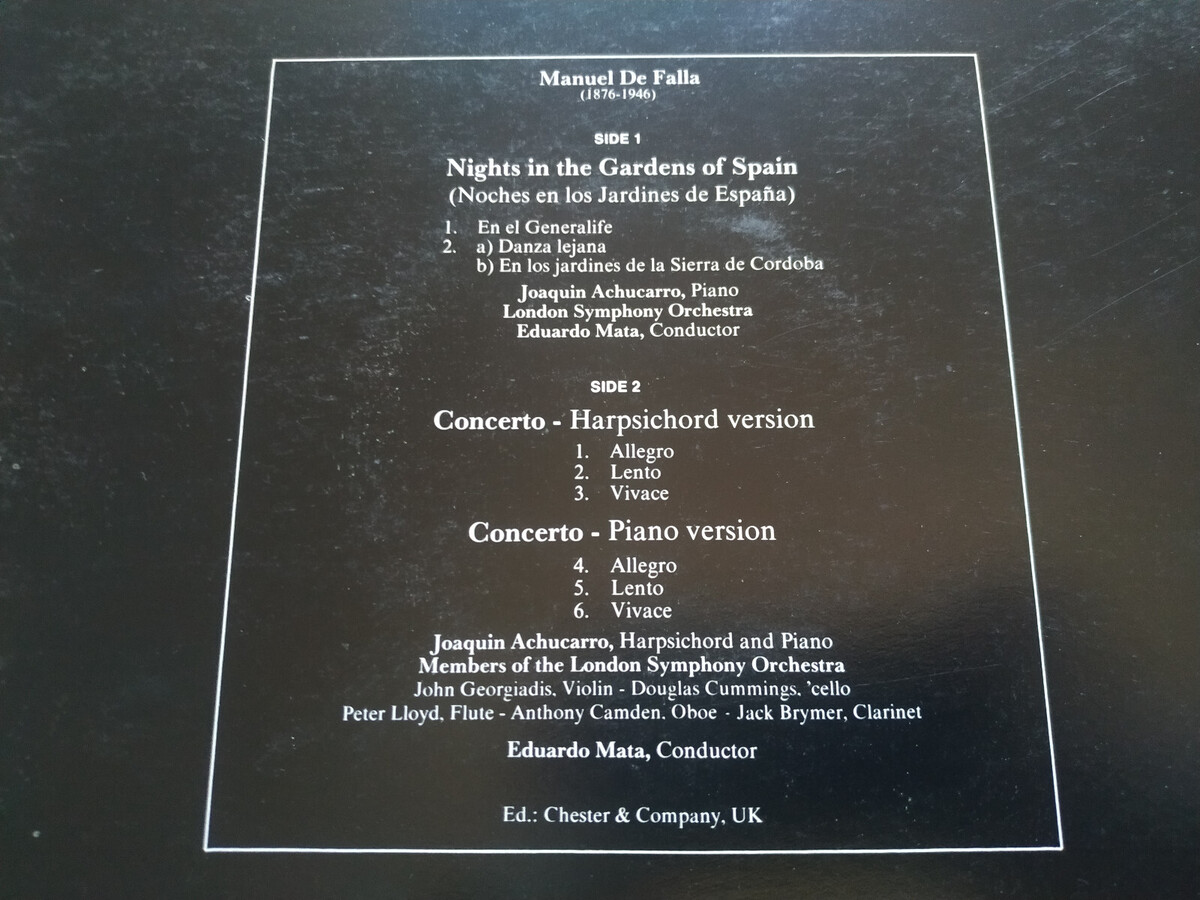 Manuel De Falla
(1876-1946)
SIDE 1
Nights in the Gardens of Spain
(Noches en los Jardines de España)
1. En el Generalife
2. a) Danza lejana
b) En los jardines de la Sierra de Cordoba
Joaquin Achucarro, Piano
London Symphony Orchestra
Eduardo Mata, Conductor
SIDE 2
Concerto - Harpsichord version
1. Allegro
2. Lento
3. Vivace
Concerto - Piano version
4. Allegro
5. Lento
6. Vivace
Joaquin Achucarro, Harpsichord and Piano
Members of the London Symphony Orchestra
John Georgiadis, Violin - Douglas Cummings, 'cello
Peter Lloyd, Flute - Anthony Camden. Oboe - Jack Brymer, Clarinet
Eduardo Mata, Conductor
Ed.: Chester & Company, UK